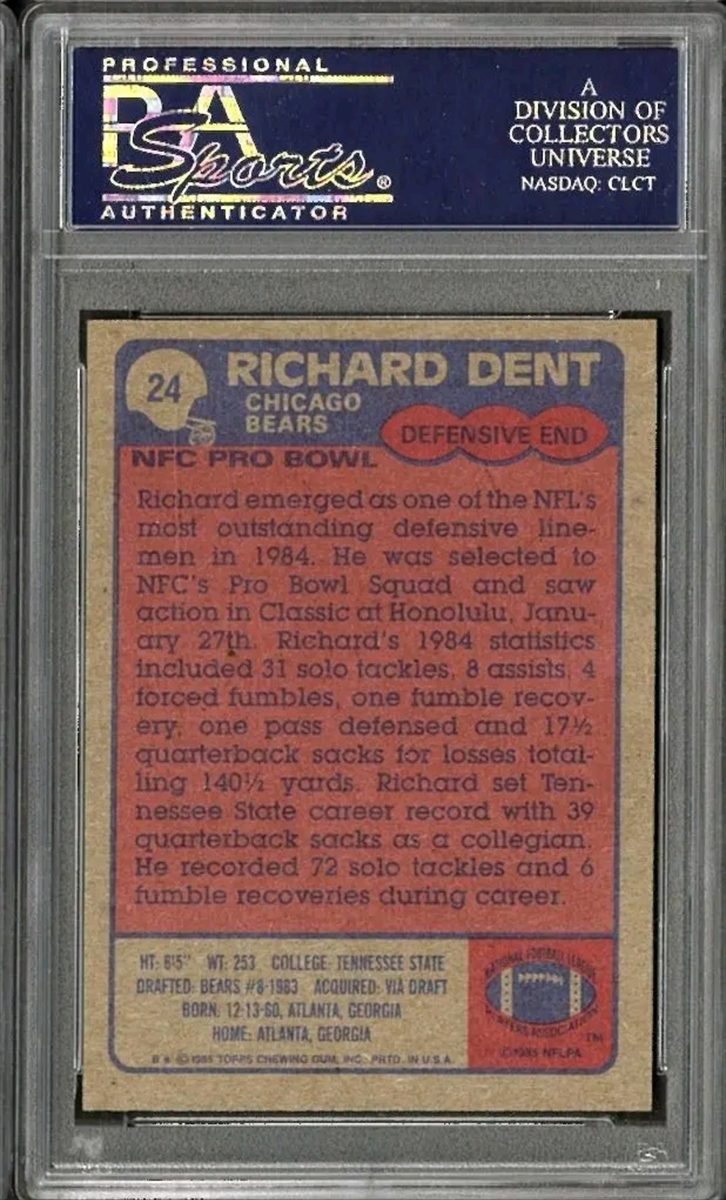 PROFESSIONAL
PSA
Sports®
AUTHENTICATOR
A
DIVISION OF
COLLECTORS
UNIVERSE
NASDAQ: CLCT
24
RICHARD DENT
CHICAGO
BEARS
DEFENSIVE END
NFC PRO BOWL
Richard emerged as one of the NFL's
most outstanding defensive line-
men in 1984. He was selected to
NFC's Pro Bowl Squad and saw
action in Classic at Honolulu, Janu-
ary 27th. Richard's 1984 statistics
included 31 solo tackles, 8 assists, 4
forced fumbles, one fumble recov-
ery, one pass defensed and 17½
quarterback sacks for losses total-
ling 140½ yards. Richard set Ten-
nessee State career record with 39
quarterback sacks as a collegian.
He recorded 72 solo tackles and 6
fumble recoveries during career.
HT: 6'5" WT: 253 COLLEGE: TENNESSEE STATE
DRAFTED: BEARS #8-1983 ACQUIRED: VIA DRAFT
BORN: 12-13-60, ATLANTA, GEORGIA
HOME: ATLANTA, GEORGIA
B* © 1985 TOPPS CHEWING GUM, INC. PRTD. IN U.S.A.
NATIONAL FOOTBALL LEAGUE
PLAYERS ASSOCIATION
TM
©1985 NFLPA